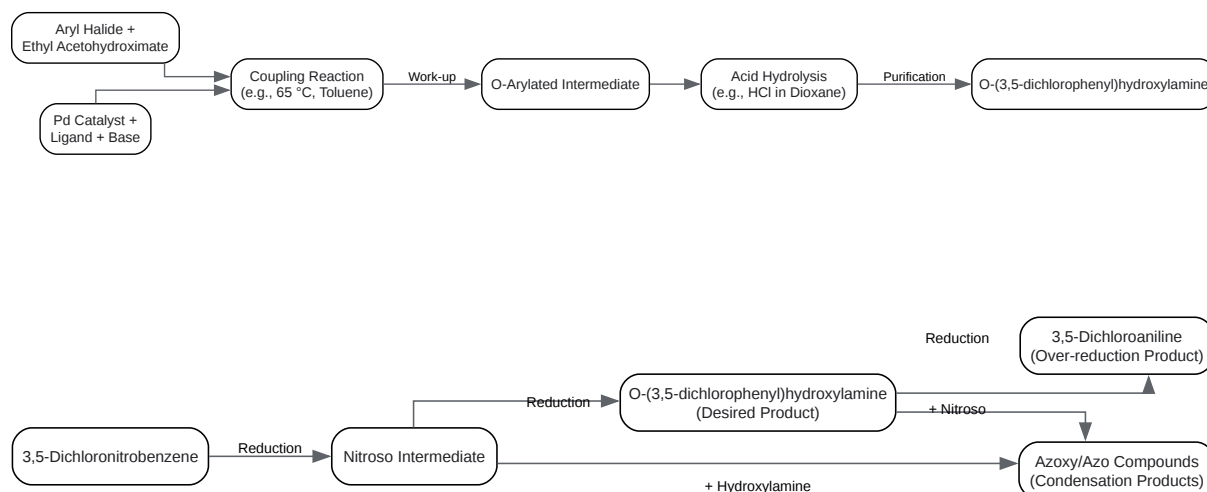 Aryl Halide +
Ethyl Acetohydroximate
Pd Catalyst +
Ligand + Base
Coupling Reaction
(e.g., 65 °C, Toluene)
Work-up
O-Arylated Intermediate
Acid Hydrolysis
(e.g., HCl in Dioxane)
Purification
O-(3,5-dichlorophenyl)hydroxylamine
3,5-Dichloronitrobenzene
Reduction
Nitroso Intermediate
Reduction
O-(3,5-dichlorophenyl)hydroxylamine
(Desired Product)
Reduction
3,5-Dichloroaniline
(Over-reduction Product)
+ Nitroso
+ Hydroxylamine
Azoxy/Azo Compounds
(Condensation Products)